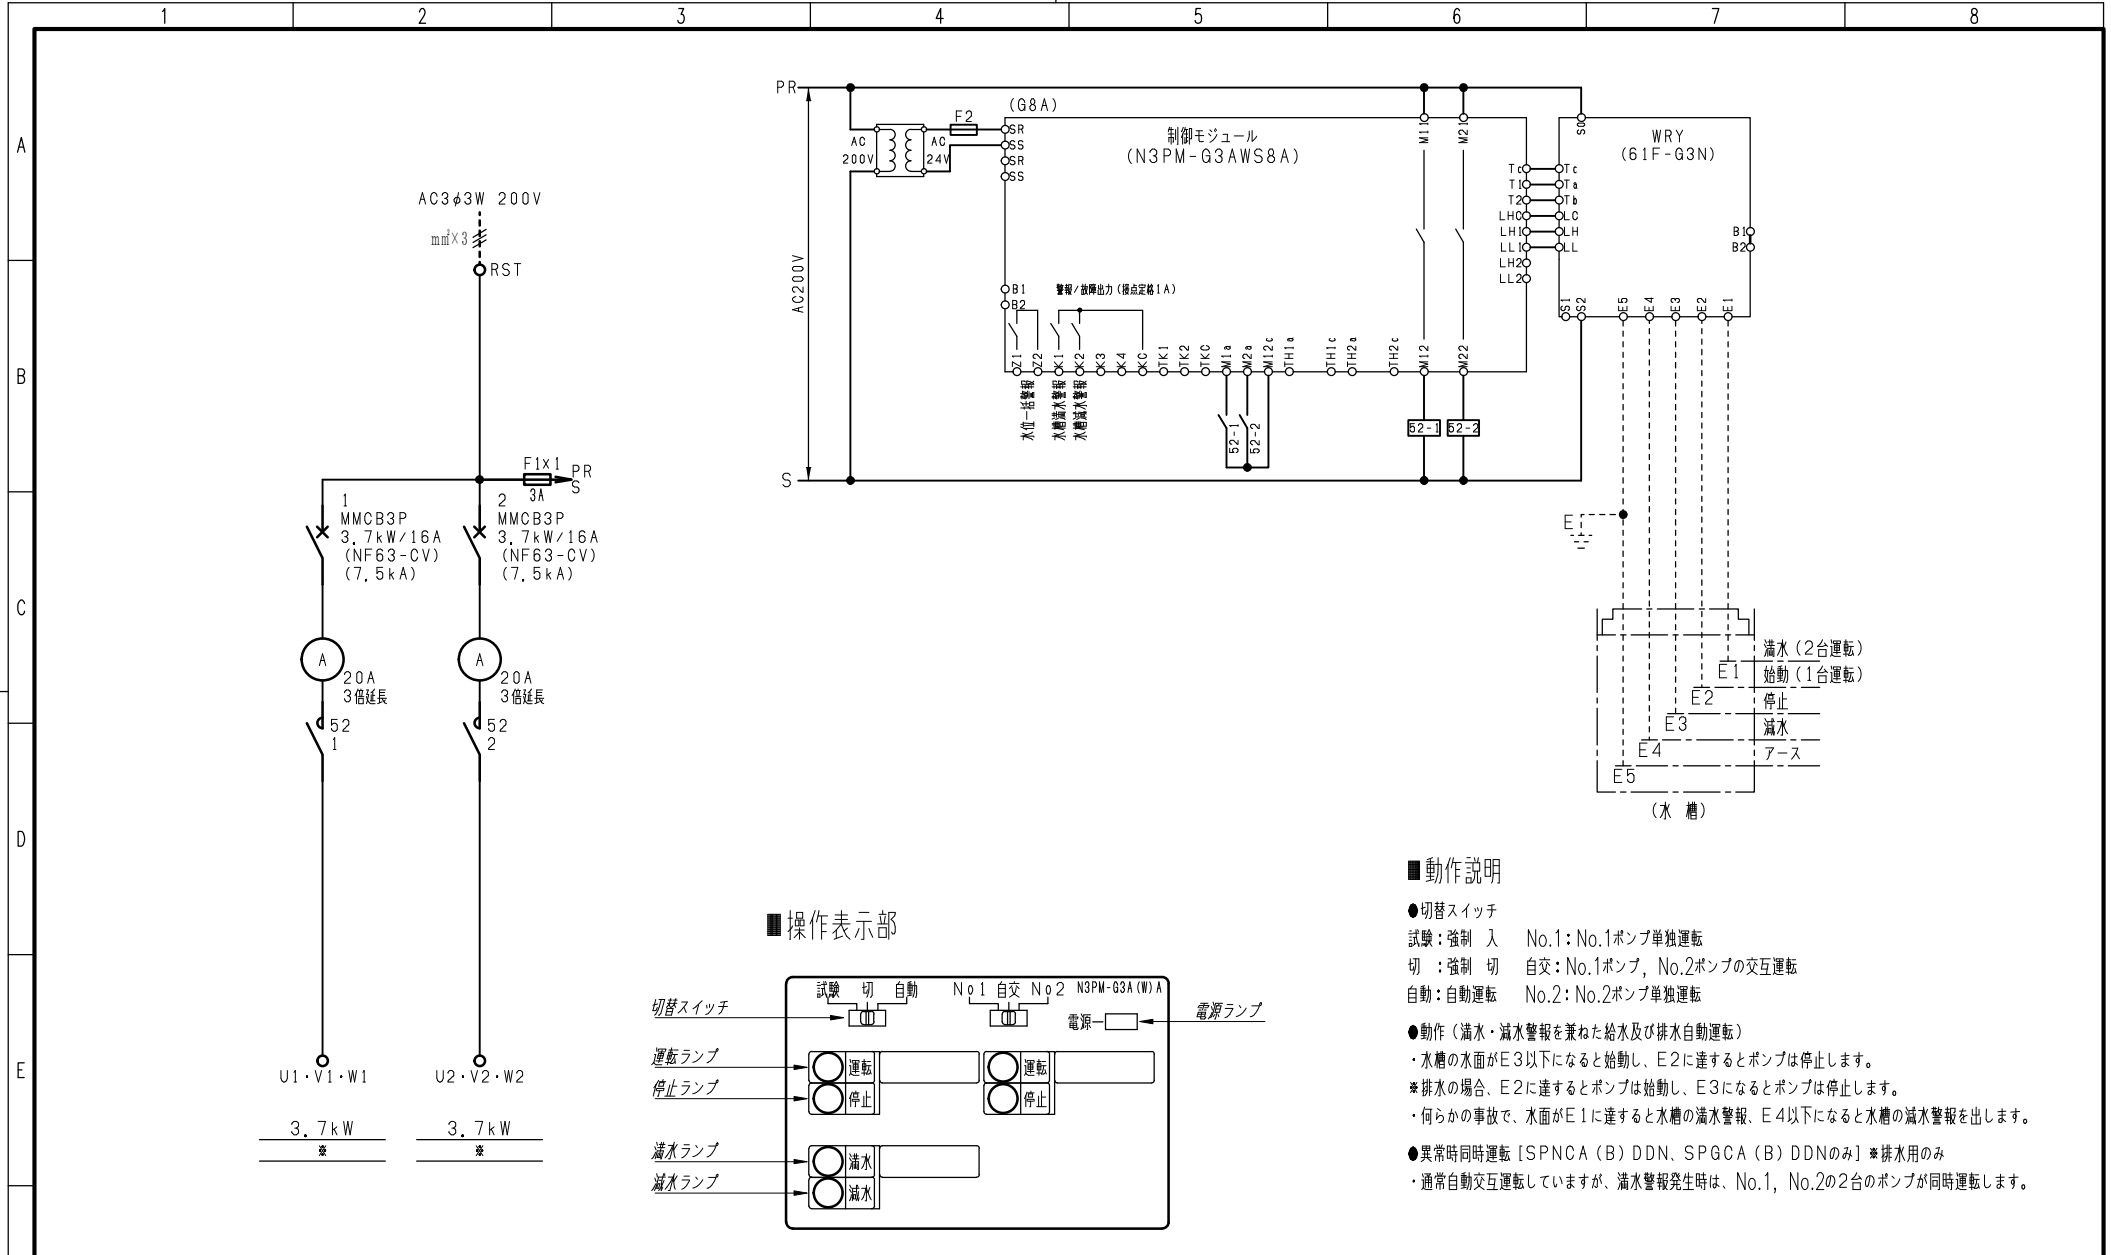 1 2 3 4 5 6 7 8
A
B
C
D
E
AC3φ3W 200V
mm²×3
RST
F1x1
3A
PR
S
1
MMCB3P
3.7kW/16A
(NF63-CV)
(7.5kA)
2
MMCB3P
3.7kW/16A
(NF63-CV)
(7.5kA)
A
20A
3倍延長
A
20A
3倍延長
52
1
52
2
U1・V1・W1
U2・V2・W2
3.7kW
※
3.7kW
※
PR
AC200V
S
AC
200V
AC
24V
F2
(G8A)
SR
SS
SR
SS
制御モジュール
(N3PM-G3AWS8A)
M11
M21
Tc
T1
T2
LHC
LH1
LL1
LH2
LL2
B1
B2
警報/故障出力(接点定格1A)
Z1
Z2
K1
K2
K3
K4
KC
TK1
TK2
TKC
M1a
M2a
M12c
TH1a
TH1c
TH2a
TH2c
M12
M22
水位一括警報
水槽満水警報
水槽減水警報
52-1
52-2
52-1
52-2
S0
WRY
(61F-G3N)
Tc
Ta
Tb
LC
LH
LL
B1
B2
S1
S2
E5
E4
E3
E2
E1
E
満水(2台運転)
E1
始動(1台運転)
E2
停止
E3
減水
E4
アース
E5
(水 槽)
■操作表示部
試験 切 自動
No1 自交 No2
N3PM-G3A(W)A
切替スイッチ
電源
電源ランプ
運転ランプ
運転
運転
停止ランプ
停止
停止
満水ランプ
満水
減水ランプ
減水
■動作説明
●切替スイッチ
試験:強制 入 No.1:No.1ポンプ単独運転
切 :強制 切 自交:No.1ポンプ, No.2ポンプの交互運転
自動:自動運転 No.2:No.2ポンプ単独運転
●動作(満水・減水警報を兼ねた給水及び排水自動運転)
・水槽の水面がE3以下になると始動し、E2に達するとポンプは停止します。
※排水の場合、E2に達するとポンプは始動し、E3になるとポンプは停止します。
・何らかの事故で、水面がE1に達すると水槽の満水警報、E4以下になると水槽の減水警報を出します。
●異常時同時運転[SPNCA(B)DDN、SPGCA(B)DDNのみ]※排水用のみ
・通常自動交互運転していますが、満水警報発生時は、No.1, No.2の2台のポンプが同時運転します。